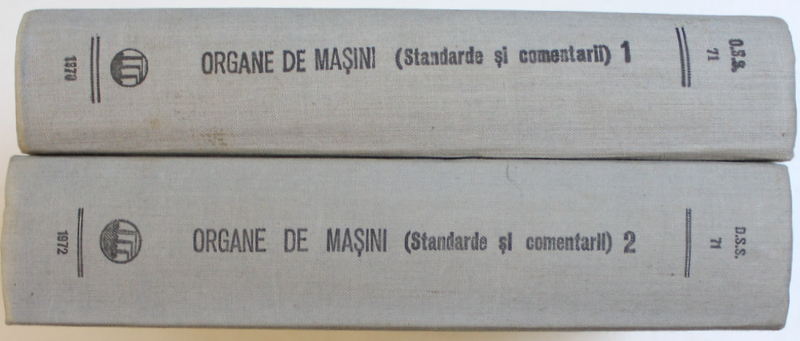 1970
ORGANE DE MAȘINI (Standarde și comentarii) 1
O.S.S.
71
1972
ORGANE DE MAȘINI (Standarde și comentarii) 2
D.S.S.
71